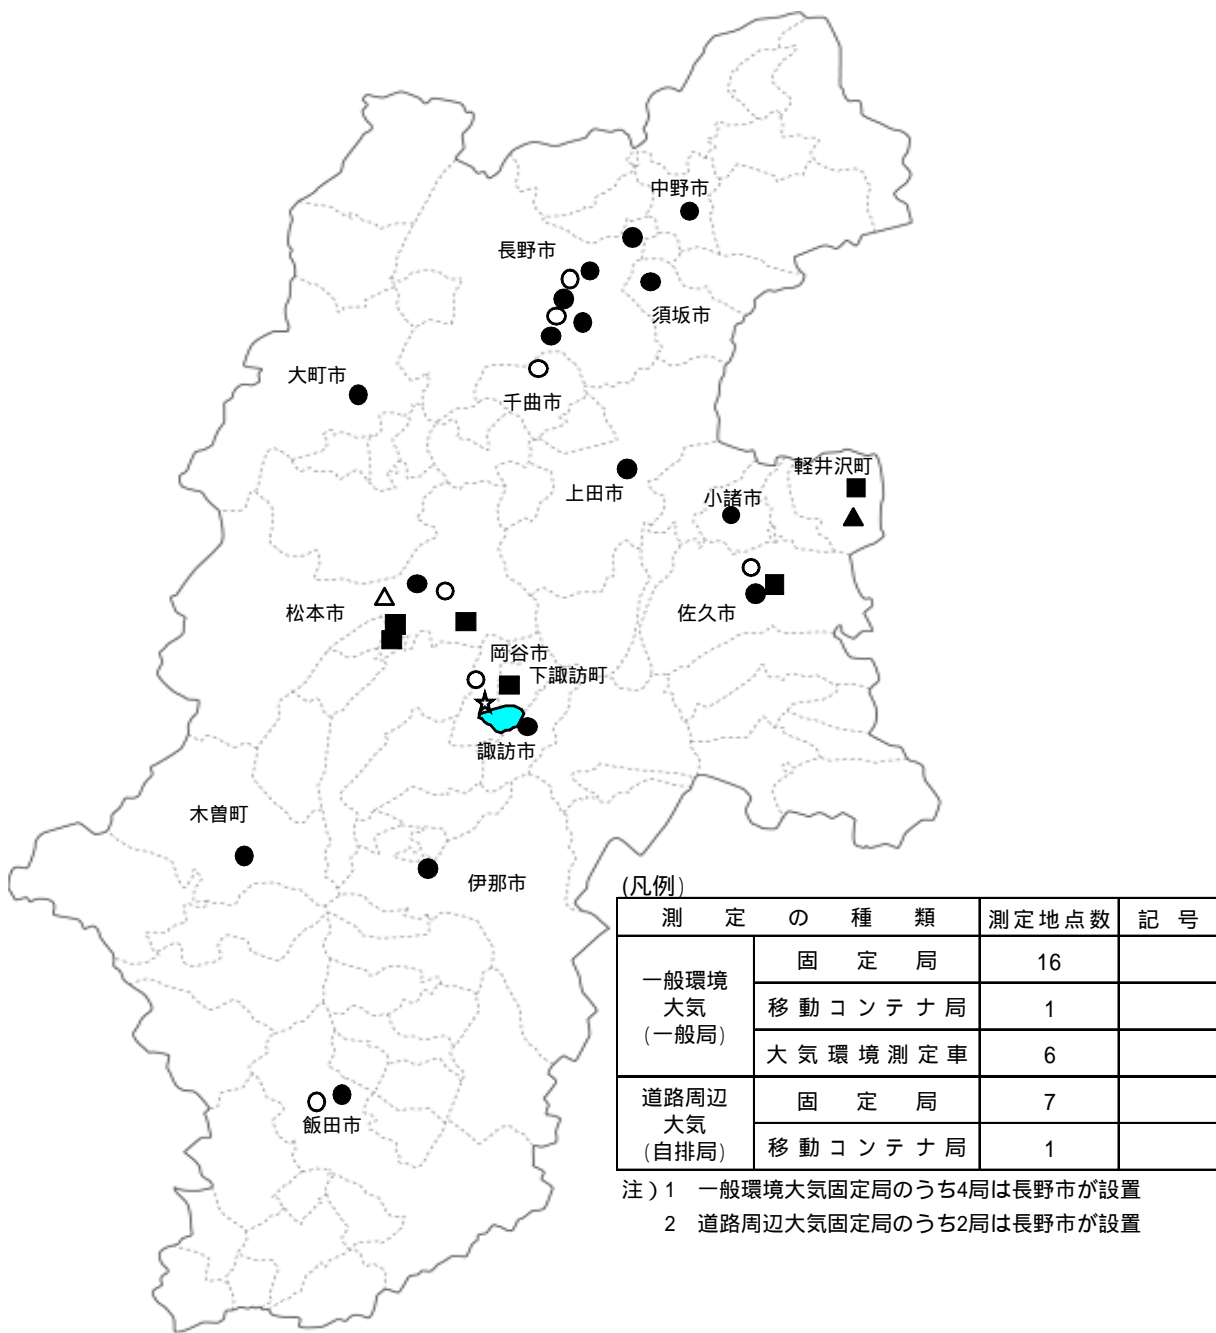 中野市
長野市
須坂市
大町市
千曲市
軽井沢町
上田市
小諸市
松本市
佐久市
岡谷市
下諏訪町
諏訪市
木曽町
伊那市
飯田市
(凡例)
測定の種類 測定地点数 記号
一般環境大気(一般局) 固定局 16
移動コンテナ局 1
大気環境測定車 6
道路周辺大気(自排局) 固定局 7
移動コンテナ局 1
注)1 一般環境大気固定局のうち4局は長野市が設置
2 道路周辺大気固定局のうち2局は長野市が設置